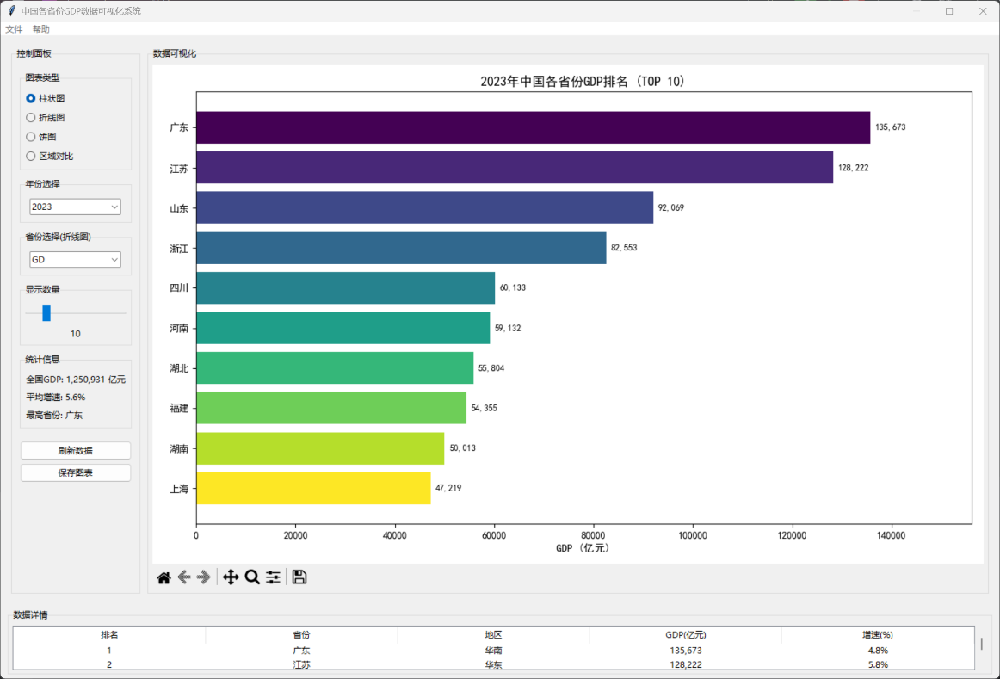 中国各省份GDP数据可视化系统
文件 帮助
控制面板
图表类型
柱状图
折线图
饼图
区域对比
年份选择
2023
省份选择(折线图)
GD
显示数量
10
统计信息
全国GDP: 1,250,931 亿元
平均增速: 5.6%
最高省份: 广东
刷新数据
保存图表
数据可视化
2023年中国各省份GDP排名 (TOP 10)
广东 135,673
江苏 128,222
山东 92,069
浙江 82,553
四川 60,133
河南 59,132
湖北 55,804
福建 54,355
湖南 50,013
上海 47,219
0 20000 40000 60000 80000 100000 120000 140000
GDP (亿元)
数据详情
排名 省份 地区 GDP(亿元) 增速(%)
1 广东 华南 135,673 4.8%
2 江苏 华东 128,222 5.8%